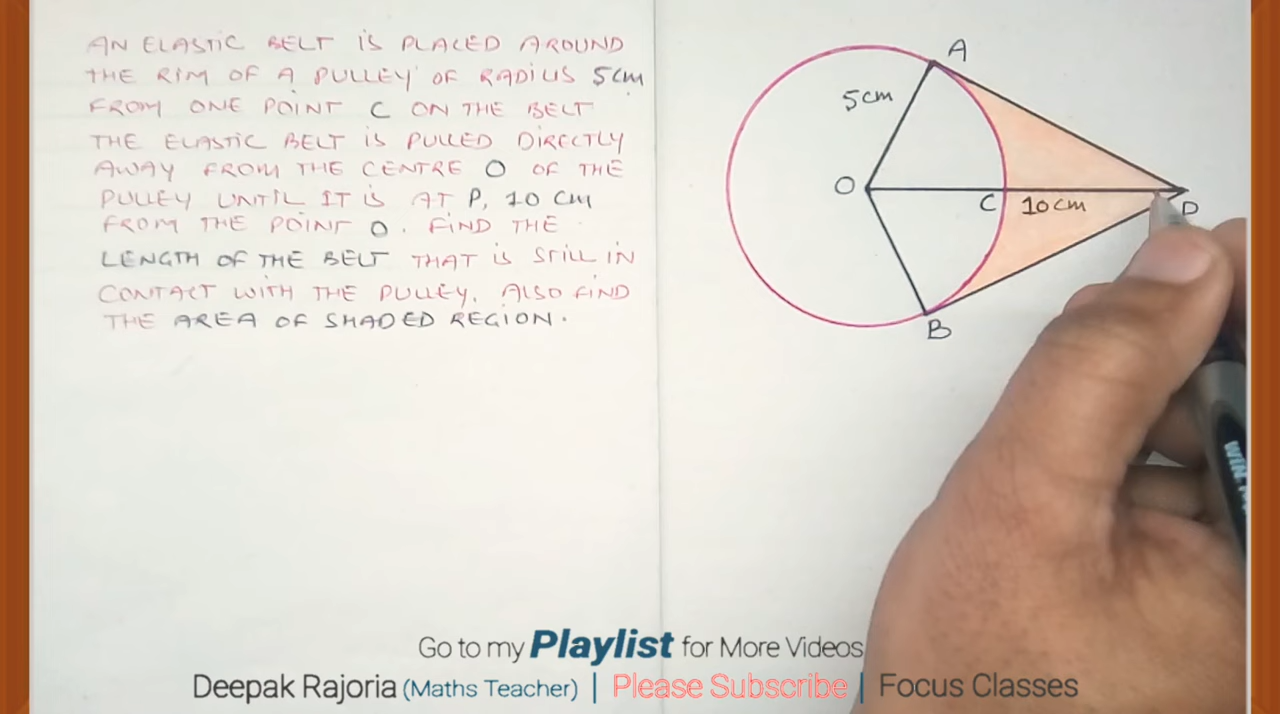 AN ELASTIC BELT IS PLACED AROUND
THE RIM OF A PULLEY OF RADIUS 5CM
FROM ONE POINT C ON THE BELT
THE ELASTIC BELT IS PULLED DIRECTLY
AWAY FROM THE CENTRE O OF THE
PULLEY UNTIL IT IS AT P, 10 CM
FROM THE POINT O. FIND THE
LENGTH OF THE BELT THAT IS STILL IN
CONTACT WITH THE PULLEY. ALSO FIND
THE AREA OF SHADED REGION.
A
5cm
O
C
10cm
B
Go to my Playlist for More Videos
Deepak Rajoria (Maths Teacher) | Please Subscribe | Focus Classes